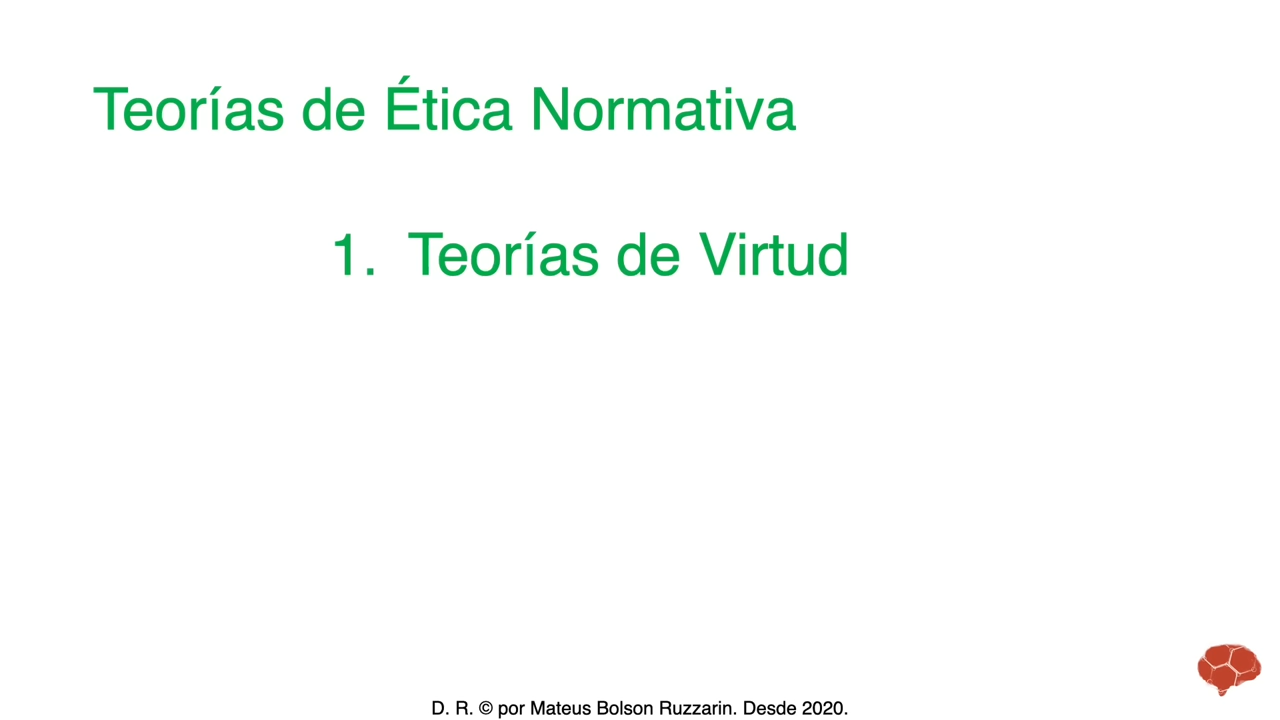 Teorías de Ética Normativa
1. Teorías de Virtud
D. R. © por Mateus Bolson Ruzzarin. Desde 2020.